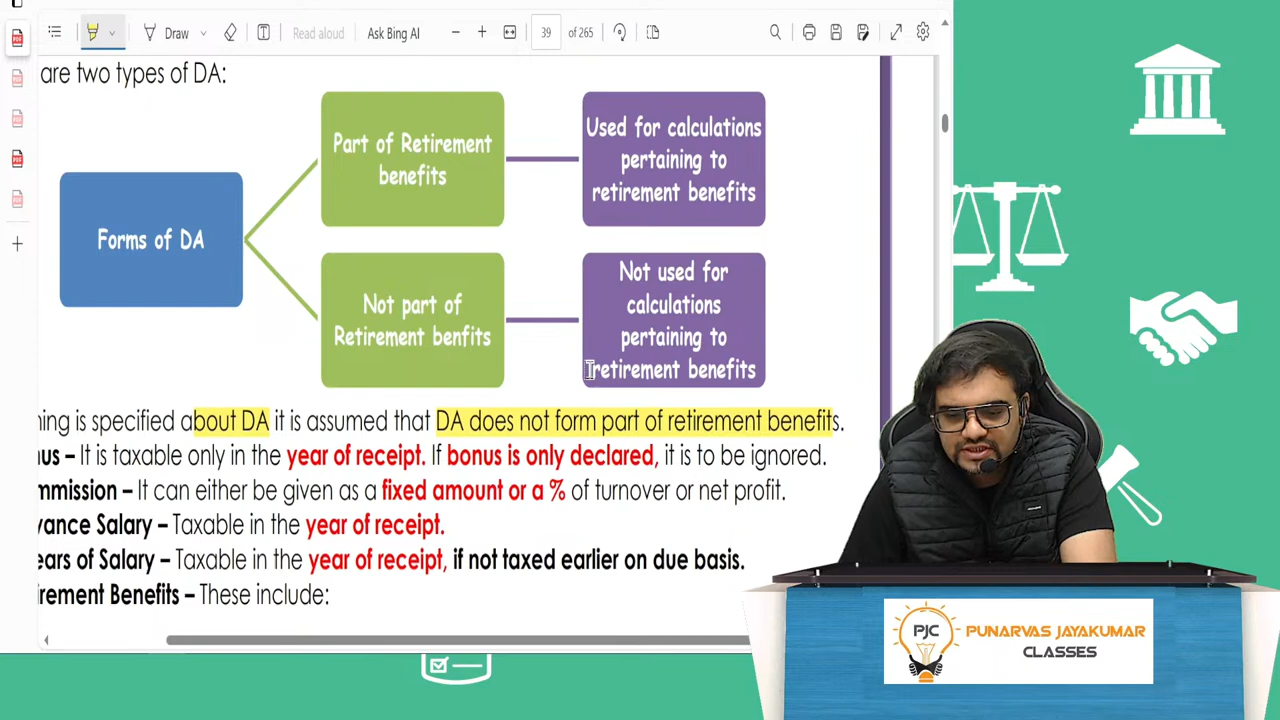 Draw
Read aloud
Ask Bing AI
39
of 265
are two types of DA:
Forms of DA
Part of Retirement
benefits
Used for calculations
pertaining to
retirement benefits
Not part of
Retirement benfits
Not used for
calculations
pertaining to
retirement benefits
ning is specified about DA it is assumed that DA does not form part of retirement benefits.
nus – It is taxable only in the year of receipt. If bonus is only declared, it is to be ignored.
mmission – It can either be given as a fixed amount or a % of turnover or net profit.
vance Salary – Taxable in the year of receipt.
ears of Salary – Taxable in the year of receipt, if not taxed earlier on due basis.
irement Benefits – These include:
PJC
PUNARVAS JAYAKUMAR
CLASSES